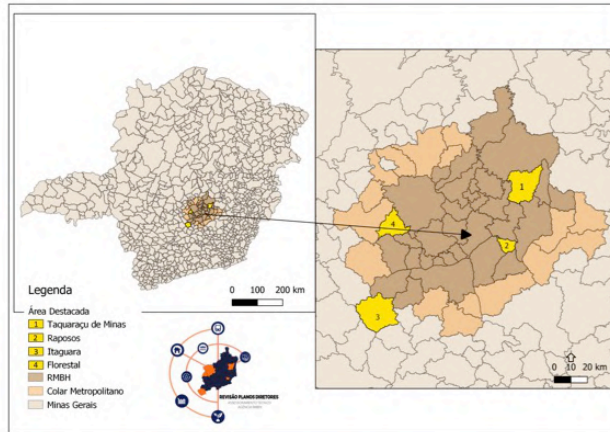 0 100 200 km
Legenda
Área Destacada
1 Taquaraçu de Minas
2 Raposos
3 Itaguara
4 Florestal
RMBH
Colar Metropolitano
Minas Gerais
REVISÃO PLANOS DIRETORES
1
4
2
3
0 10 20 km